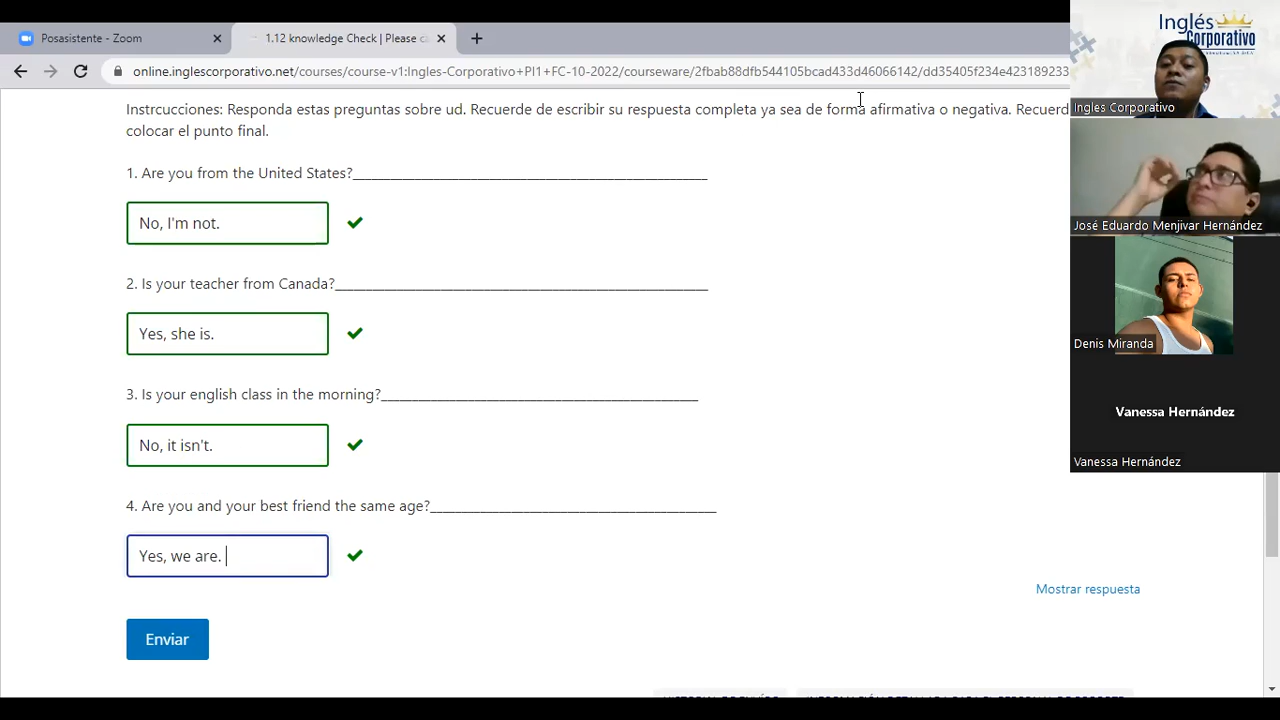 Posasistente - Zoom
1.12 knowledge Check | Please ca
online.inglescorporativo.net/courses/course-v1:Ingles-Corporativo+PI1+FC-10-2022/courseware/2fbab88dfb544105bcad433d46066142/dd35405f234e423189233
Inglés
Corporativo
Ingles Corporativo
Instrcucciones: Responda estas preguntas sobre ud. Recuerde de escribir su respuesta completa ya sea de forma afirmativa o negativa. Recuerd
colocar el punto final.
1. Are you from the United States?
No, I'm not.
José Eduardo Menjivar Hernández
2. Is your teacher from Canada?
Yes, she is.
Denis Miranda
3. Is your english class in the morning?
No, it isn't.
Vanessa Hernández
Vanessa Hernández
4. Are you and your best friend the same age?
Yes, we are.
Mostrar respuesta
Enviar